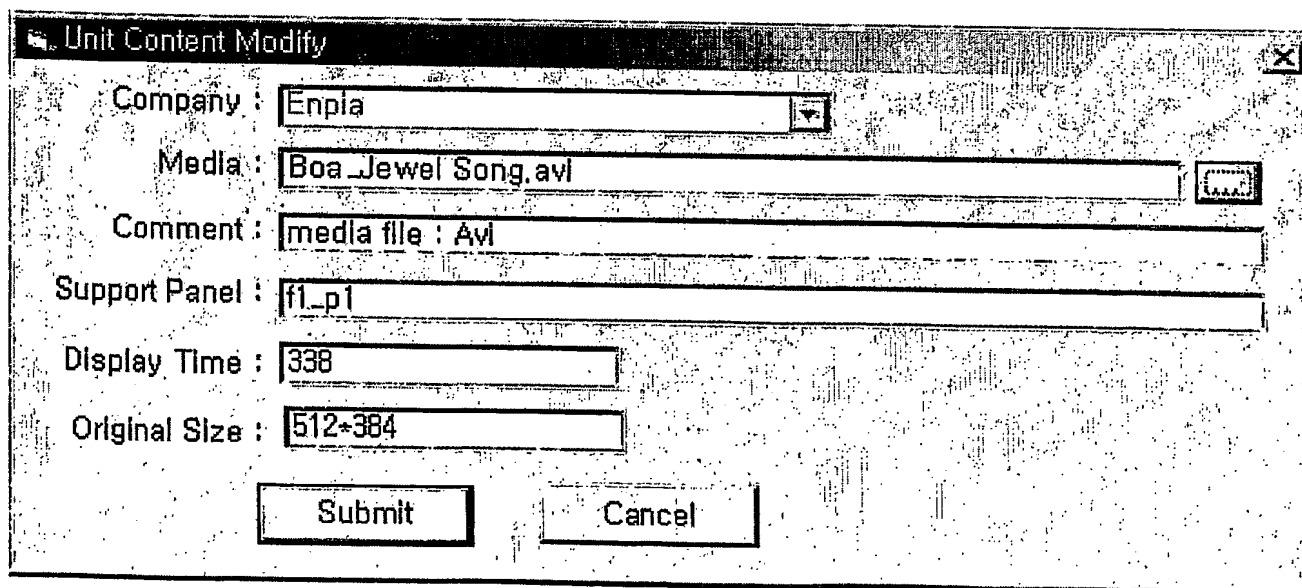 Unit Content Modify
Company : Enpia
Media : Boa_Jewel Song.avi
Comment : media file : Avi
Support Panel : f1_p1
Display Time : 338
Original Size : 512*384
Submit Cancel